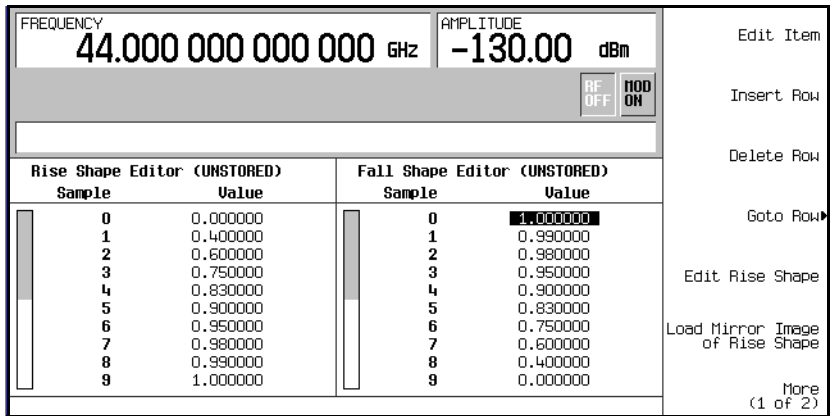 FREQUENCY
44.000 000 000 000 GHz
AMPLITUDE
-130.00 dBm
RF OFF
MOD ON
Rise Shape Editor (UNSTORED)
Sample Value
0 0.000000
1 0.400000
2 0.600000
3 0.750000
4 0.830000
5 0.900000
6 0.950000
7 0.980000
8 0.990000
9 1.000000
Fall Shape Editor (UNSTORED)
Sample Value
0 1.000000
1 0.990000
2 0.980000
3 0.950000
4 0.900000
5 0.830000
6 0.750000
7 0.600000
8 0.400000
9 0.000000
Edit Item
Insert Row
Delete Row
Goto Row
Edit Rise Shape
Load Mirror Image
of Rise Shape
More
(1 of 2)